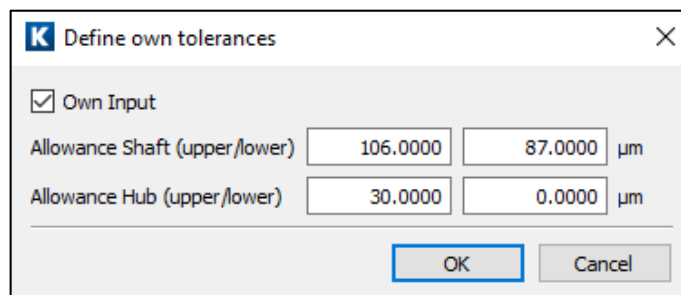 K Define own tolerances
Own Input
Allowance Shaft (upper/lower) 106.0000 87.0000 µm
Allowance Hub (upper/lower) 30.0000 0.0000 µm
OK Cancel